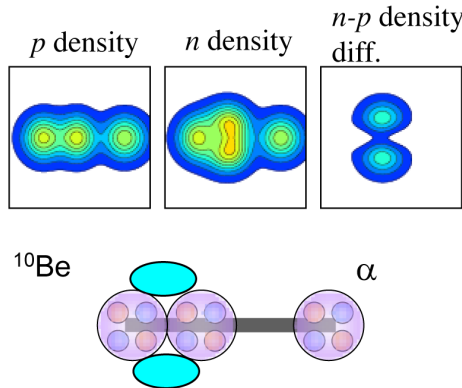 p density
n density
n-p density
diff.
¹⁰Be
α